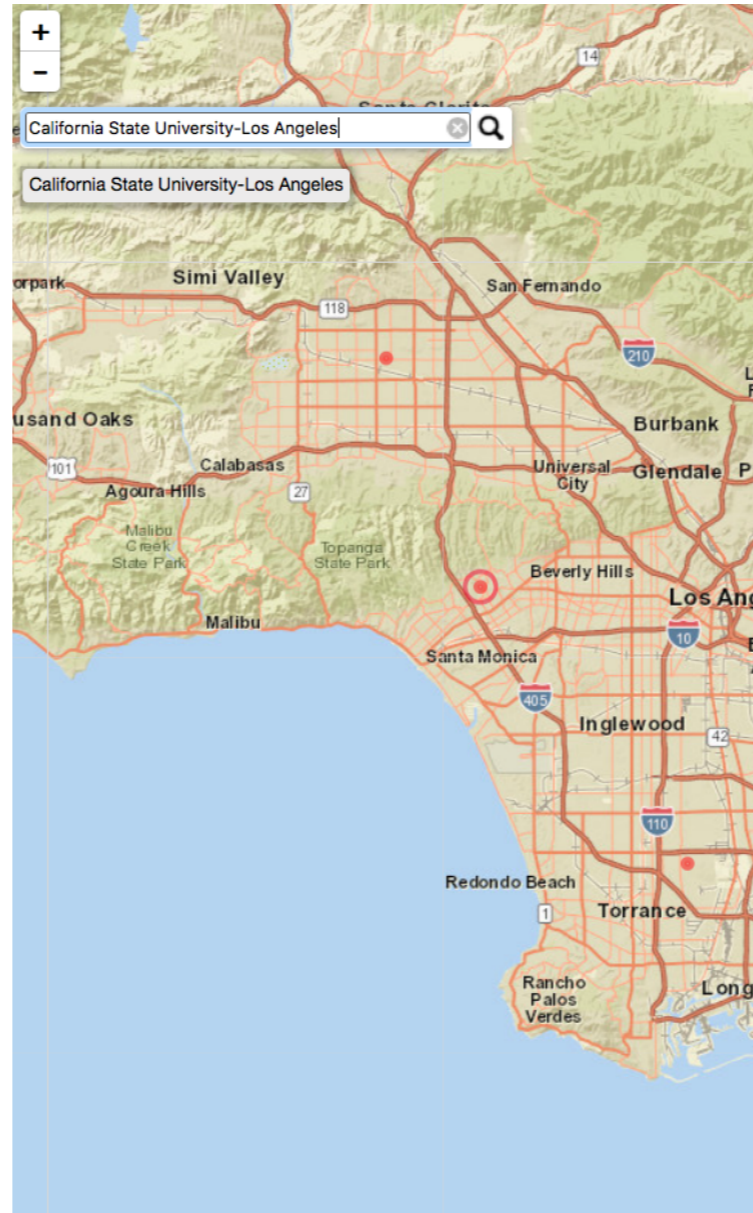 +
−
14
Santa Clarita
California State University-Los Angeles
California State University-Los Angeles
orpark
Simi Valley
San Fernando
118
210
usand Oaks
Burbank
101
Calabasas
Universal
City
Glendale
P
Agoura Hills
27
Malibu
Creek
State Park
Topanga
State Park
Beverly Hills
Los Ang
Malibu
10
Santa Monica
405
Inglewood
42
110
Redondo Beach
1
Torrance
Rancho
Palos
Verdes
Long